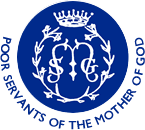 POOR SERVANTS OF THE MOTHER OF GOD